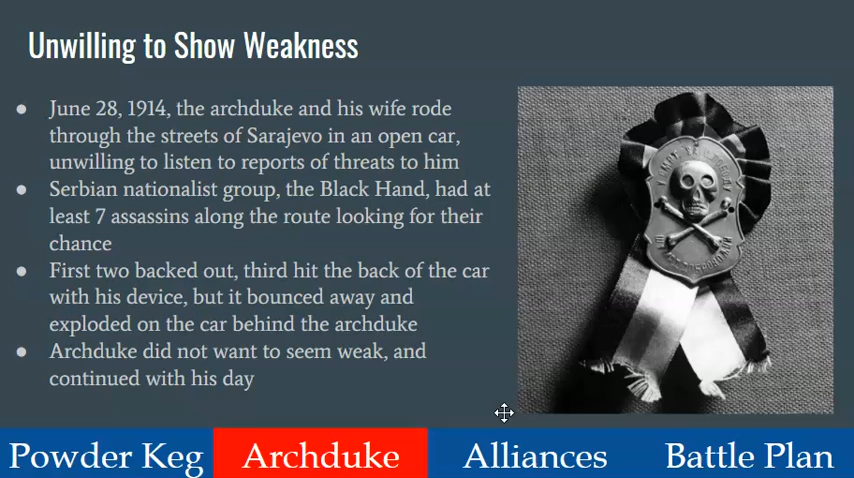 Unwilling to Show Weakness
● June 28, 1914, the archduke and his wife rode
through the streets of Sarajevo in an open car,
unwilling to listen to reports of threats to him
● Serbian nationalist group, the Black Hand, had at
least 7 assassins along the route looking for their
chance
● First two backed out, third hit the back of the car
with his device, but it bounced away and
exploded on the car behind the archduke
● Archduke did not want to seem weak, and
continued with his day
Powder Keg Archduke Alliances Battle Plan